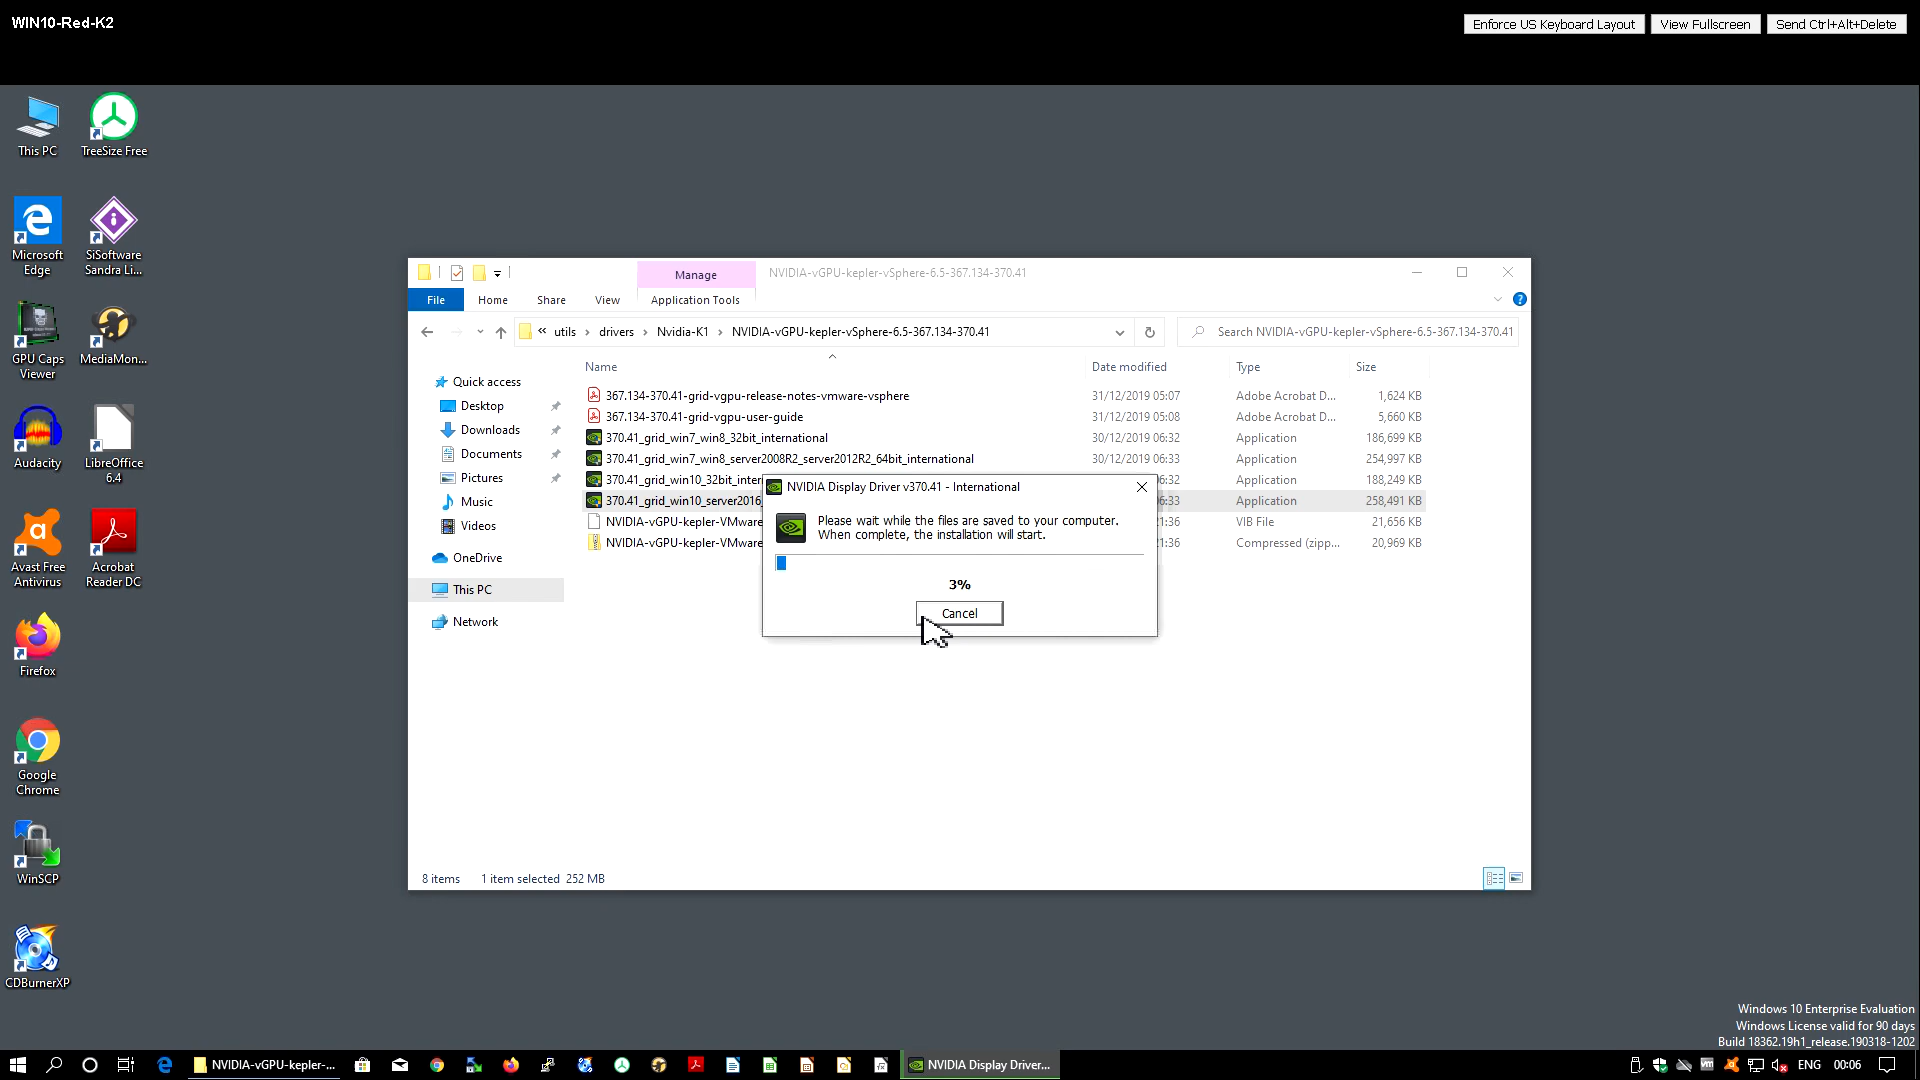 WIN10-Red-K2
Enforce US Keyboard Layout
View Fullscreen
Send Ctrl+Alt+Delete
This PC
TreeSize Free
Microsoft
Edge
SiSoftware
Sandra Li...
GPU Caps
Viewer
MediaMon...
Audacity
LibreOffice
6.4
Avast Free
Antivirus
Acrobat
Reader DC
Firefox
Google
Chrome
WinSCP
CDBurnerXP
Manage
NVIDIA-vGPU-kepler-vSphere-6.5-367.134-370.41
File
Home
Share
View
Application Tools
« utils › drivers › Nvidia-K1 › NVIDIA-vGPU-kepler-vSphere-6.5-367.134-370.41
Search NVIDIA-vGPU-kepler-vSphere-6.5-367.134-370.41
Quick access
Desktop
Downloads
Documents
Pictures
Music
Videos
OneDrive
This PC
Network
Name Date modified Type Size
367.134-370.41-grid-vgpu-release-notes-vmware-vsphere 31/12/2019 05:07 Adobe Acrobat D... 1,624 KB
367.134-370.41-grid-vgpu-user-guide 31/12/2019 05:08 Adobe Acrobat D... 5,660 KB
370.41_grid_win7_win8_32bit_international 30/12/2019 06:32 Application 186,699 KB
370.41_grid_win7_win8_server2008R2_server2012R2_64bit_international 30/12/2019 06:33 Application 254,997 KB
370.41_grid_win10_32bit_inter 06:32 Application 188,249 KB
370.41_grid_win10_server2016_ 06:33 Application 258,491 KB
NVIDIA-vGPU-kepler-VMware 21:36 VIB File 21,656 KB
NVIDIA-vGPU-kepler-VMware 21:36 Compressed (zipp... 20,969 KB
NVIDIA Display Driver v370.41 - International
Please wait while the files are saved to your computer.
When complete, the installation will start.
3%
Cancel
8 items 1 item selected 252 MB
Windows 10 Enterprise Evaluation
Windows License valid for 90 days
Build 18362.19h1_release.190318-1202
NVIDIA-vGPU-kepler-...
NVIDIA Display Driver...
ENG
00:06